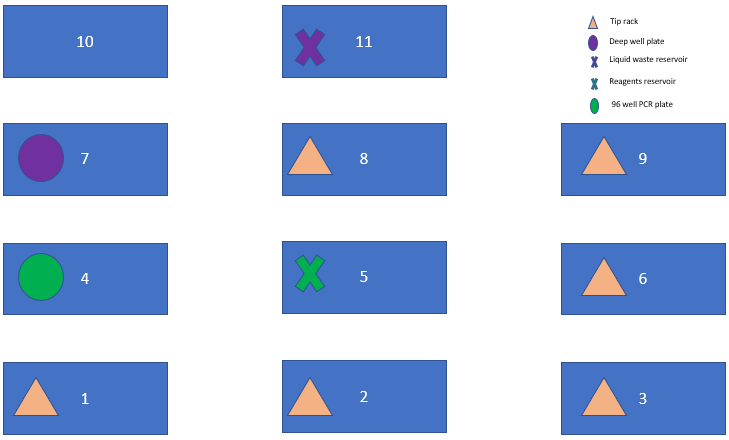 10
11
Tip rack
Deep well plate
Liquid waste reservoir
Reagents reservoir
96 well PCR plate
7
8
9
4
5
6
1
2
3